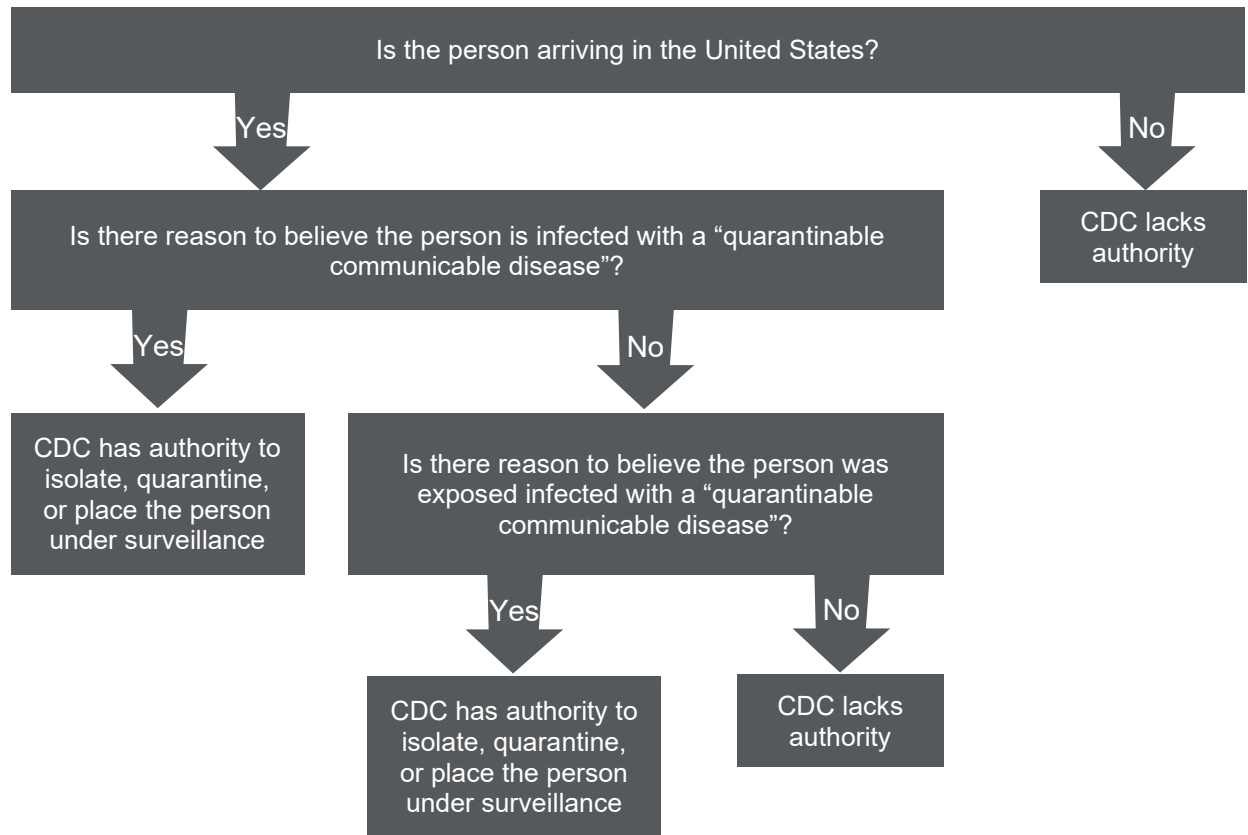 Is the person arriving in the United States?
Yes
No
Is there reason to believe the person is infected with a “quarantinable
communicable disease”?
CDC lacks
authority
Yes
No
CDC has authority to
isolate, quarantine,
or place the person
under surveillance
Is there reason to believe the person was
exposed infected with a “quarantinable
communicable disease”?
Yes
No
CDC has authority to
isolate, quarantine,
or place the person
under surveillance
CDC lacks
authority